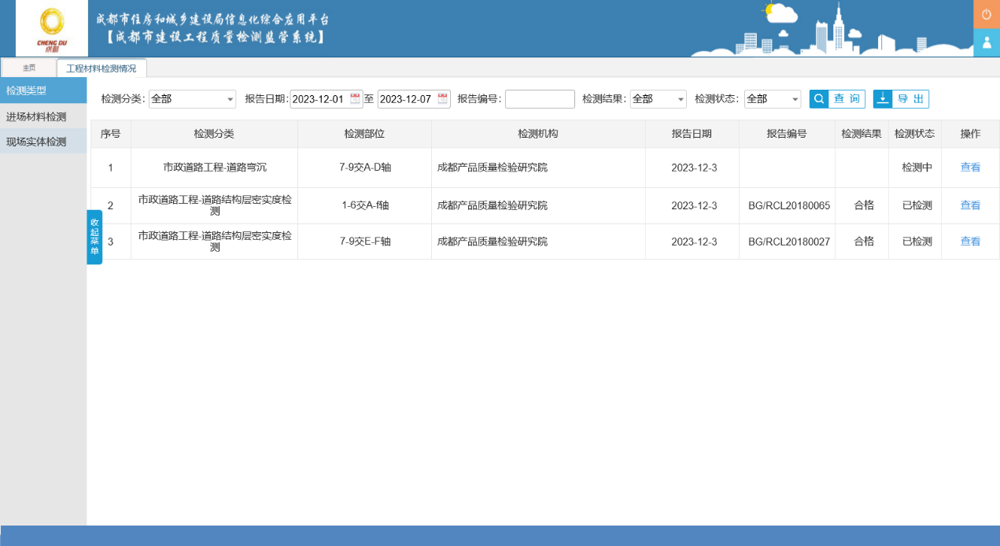 成都市住房和城乡建设局信息化综合应用平台
【成都市建设工程质量检测监管系统】
CHENG DU
成都
主页
工程材料检测情况
检测类型
进场材料检测
现场实体检测
检测分类: 全部 报告日期: 2023-12-01 至 2023-12-07 报告编号: 检测结果: 全部 检测状态: 全部 查 询 导 出
序号 检测分类 检测部位 检测机构 报告日期 报告编号 检测结果 检测状态 操作
1 市政道路工程-道路弯沉 7-9交A-D轴 成都产品质量检验研究院 2023-12-3 检测中 查看
2 市政道路工程-道路结构层密实度检测 1-6交A-f轴 成都产品质量检验研究院 2023-12-3 BG/RCL20180065 合格 已检测 查看
3 市政道路工程-道路结构层密实度检测 7-9交E-F轴 成都产品质量检验研究院 2023-12-3 BG/RCL20180027 合格 已检测 查看
收起菜单